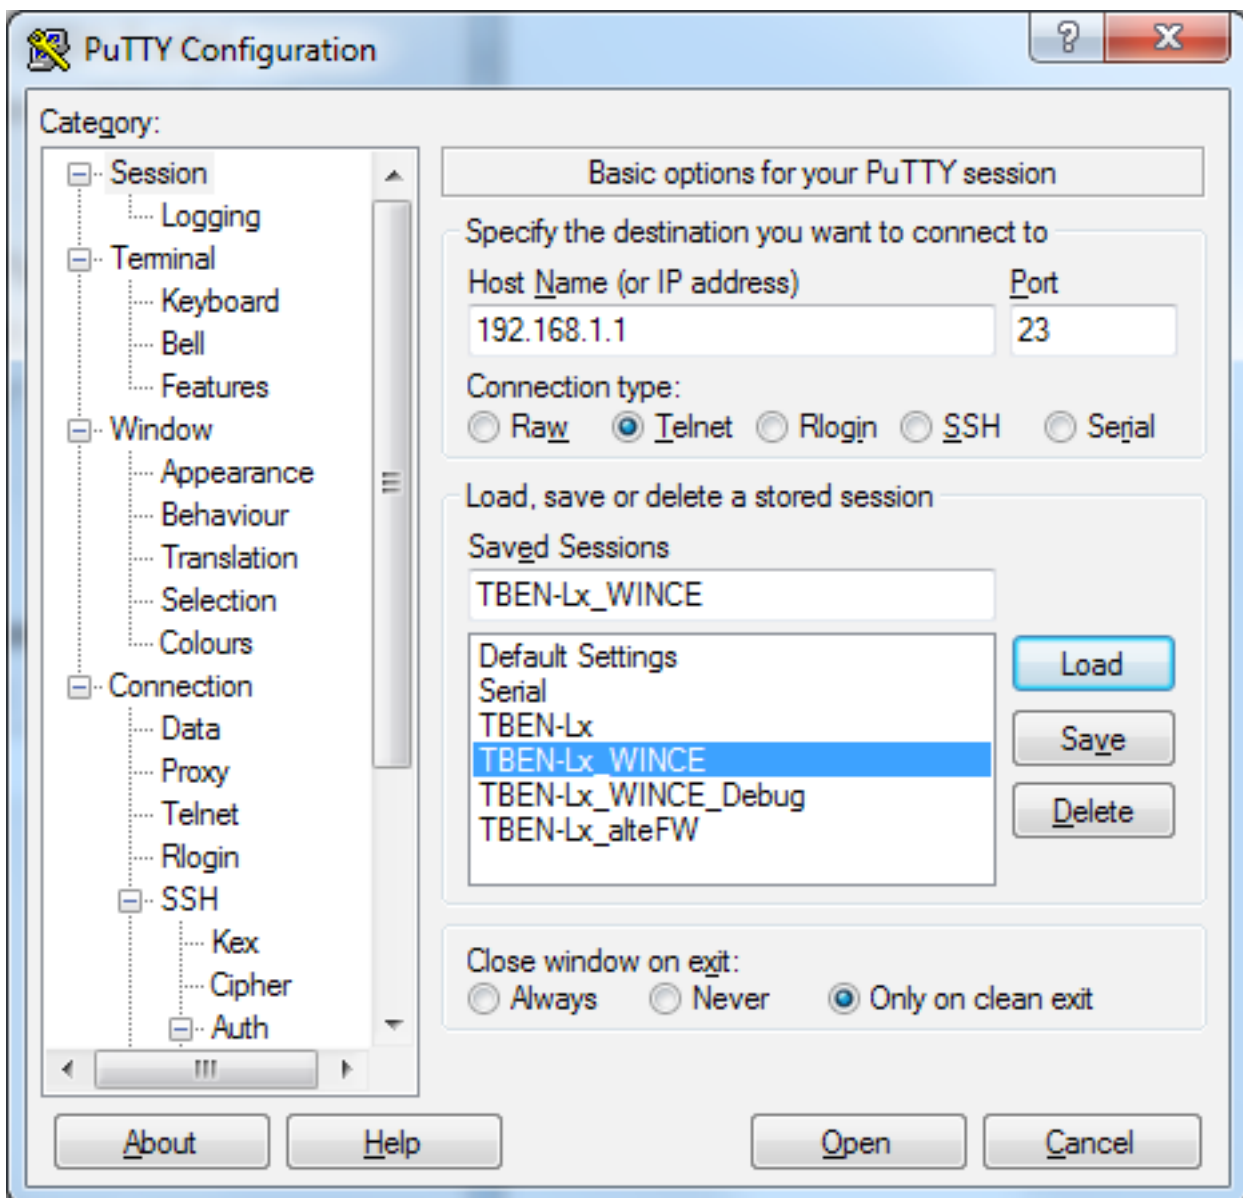 PuTTY Configuration
Category:
Session
Logging
Terminal
Keyboard
Bell
Features
Window
Appearance
Behaviour
Translation
Selection
Colours
Connection
Data
Proxy
Telnet
Rlogin
SSH
Kex
Cipher
Auth
Basic options for your PuTTY session
Specify the destination you want to connect to
Host Name (or IP address) Port
192.168.1.1 23
Connection type:
Raw Telnet Rlogin SSH Serial
Load, save or delete a stored session
Saved Sessions
TBEN-Lx_WINCE
Default Settings
Serial
TBEN-Lx
TBEN-Lx_WINCE
TBEN-Lx_WINCE_Debug
TBEN-Lx_alteFW
Load
Save
Delete
Close window on exit:
Always Never Only on clean exit
About Help Open Cancel